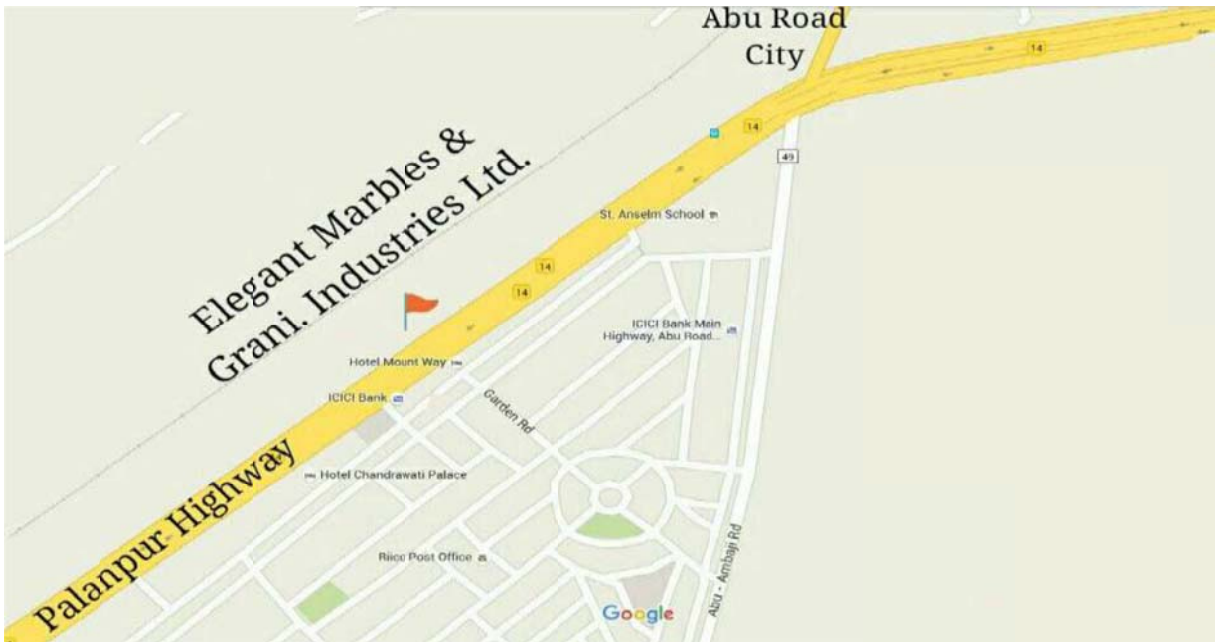 Abu Road
City
14
14
49
Elegant Marbles &
Grani. Industries Ltd.
St. Anselm School
14
14
ICICI Bank Main
Highway, Abu Road...
Hotel Mount Way
ICICI Bank
Garden Rd
Palanpur Highway
Hotel Chandrawati Palace
Riico Post Office
Abu - Ambaji Rd
Google